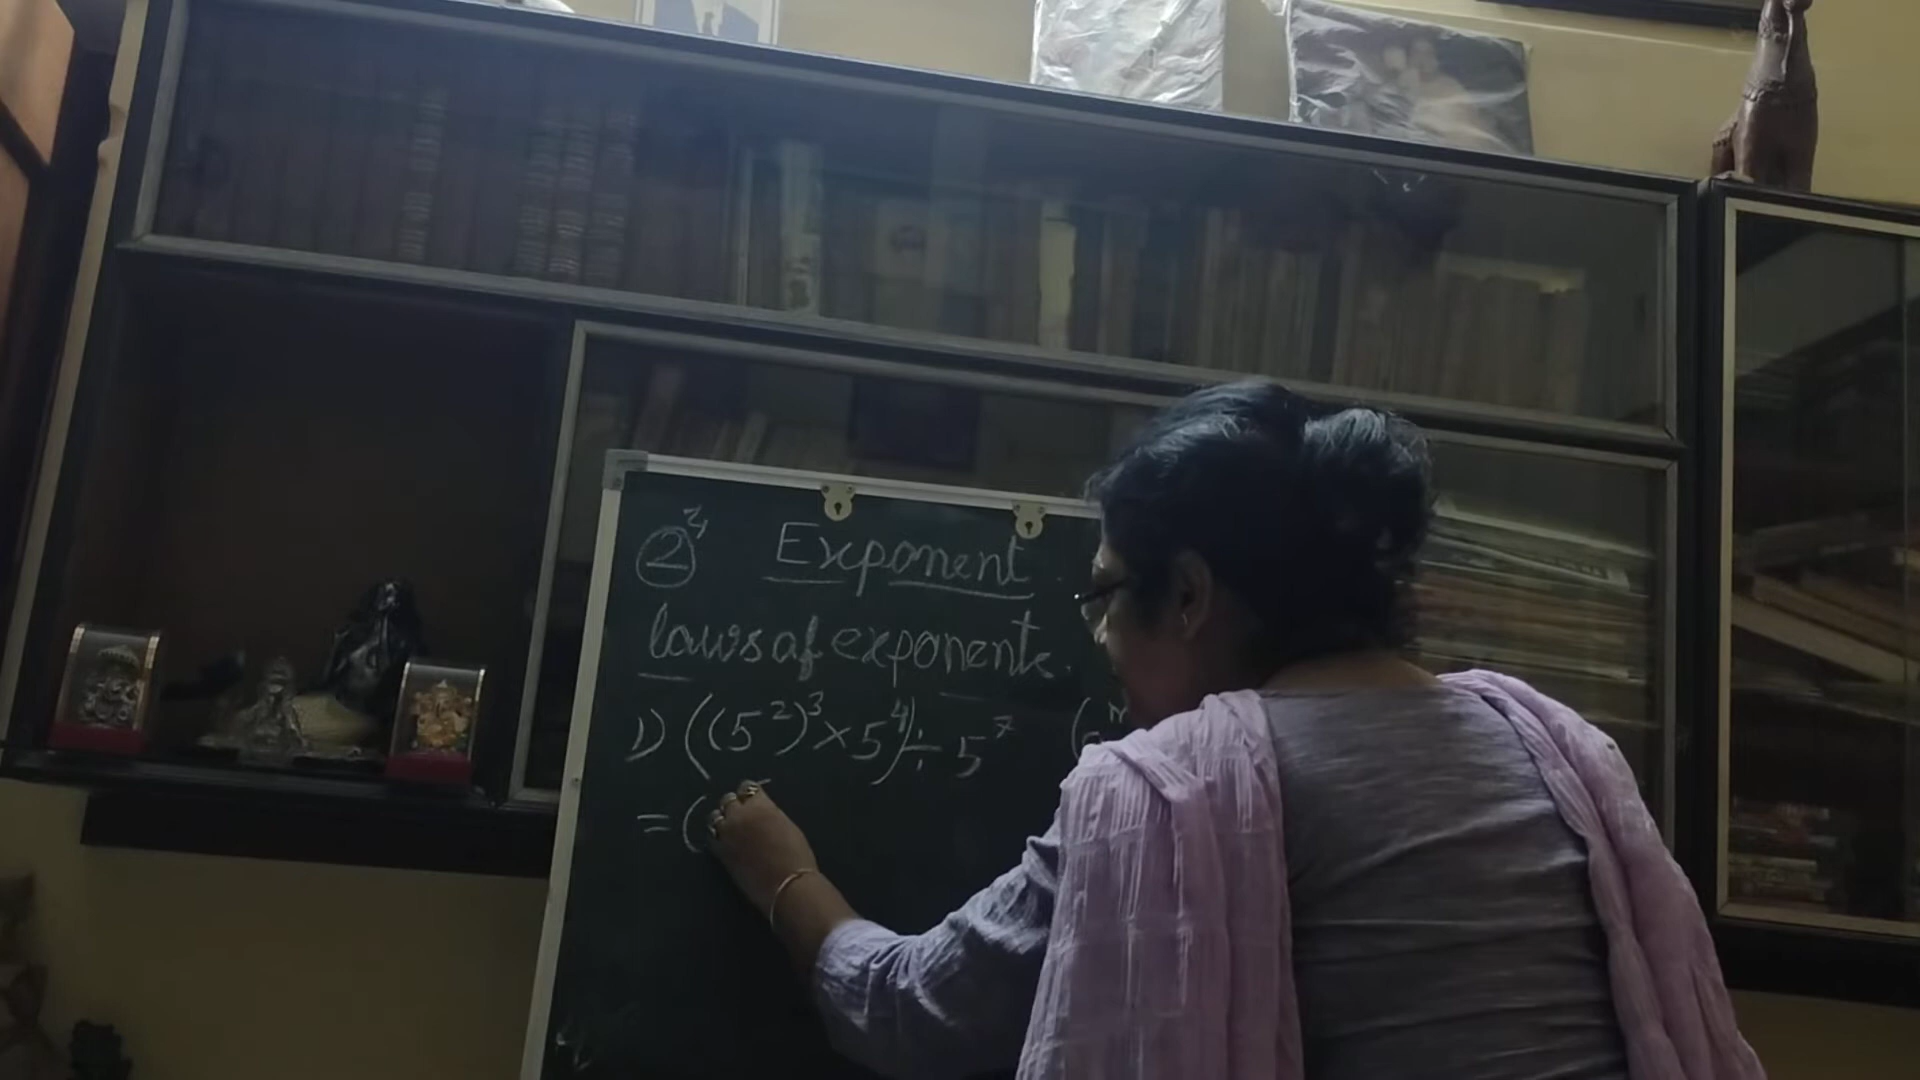 ② Exponent.
laws of exponents.
1) ((5²)³ × 5⁴) ÷ 5⁷ (
= (